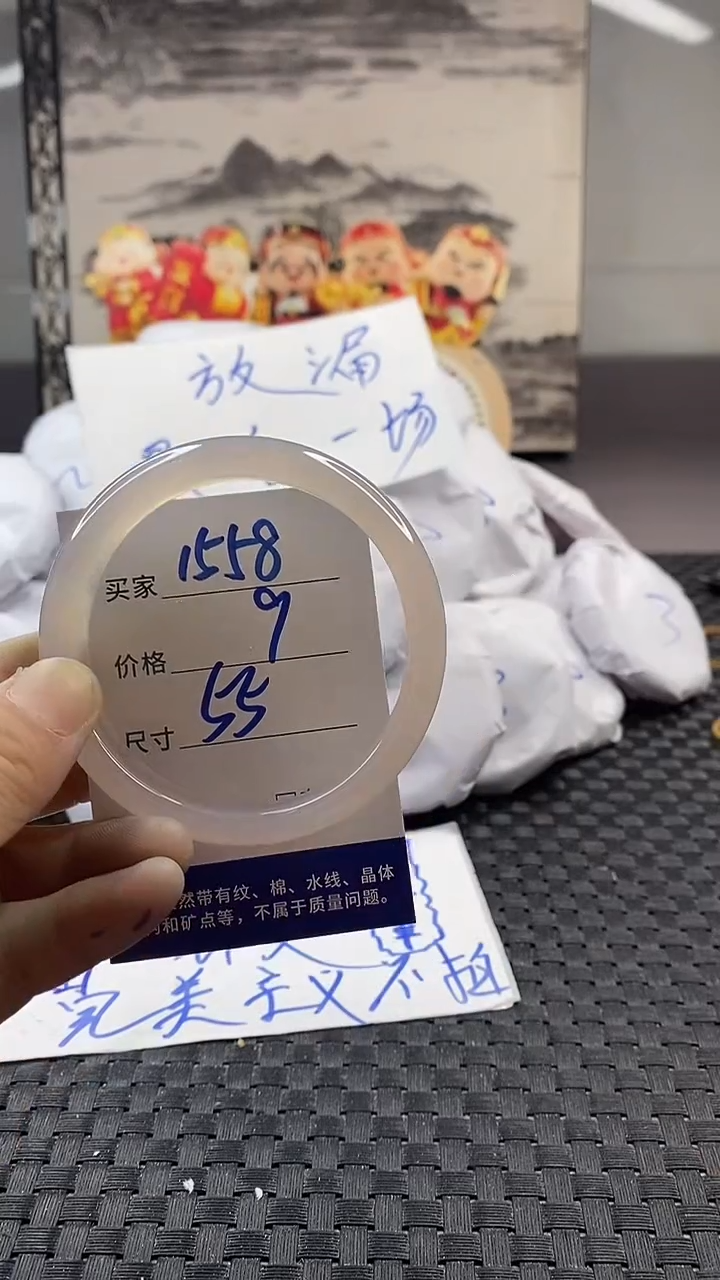 放漏
一场
买家 1558
价格 9
尺寸 55
然带有纹、棉、水线、晶体
和矿点等，不属于质量问题。
完美主义不拍
3